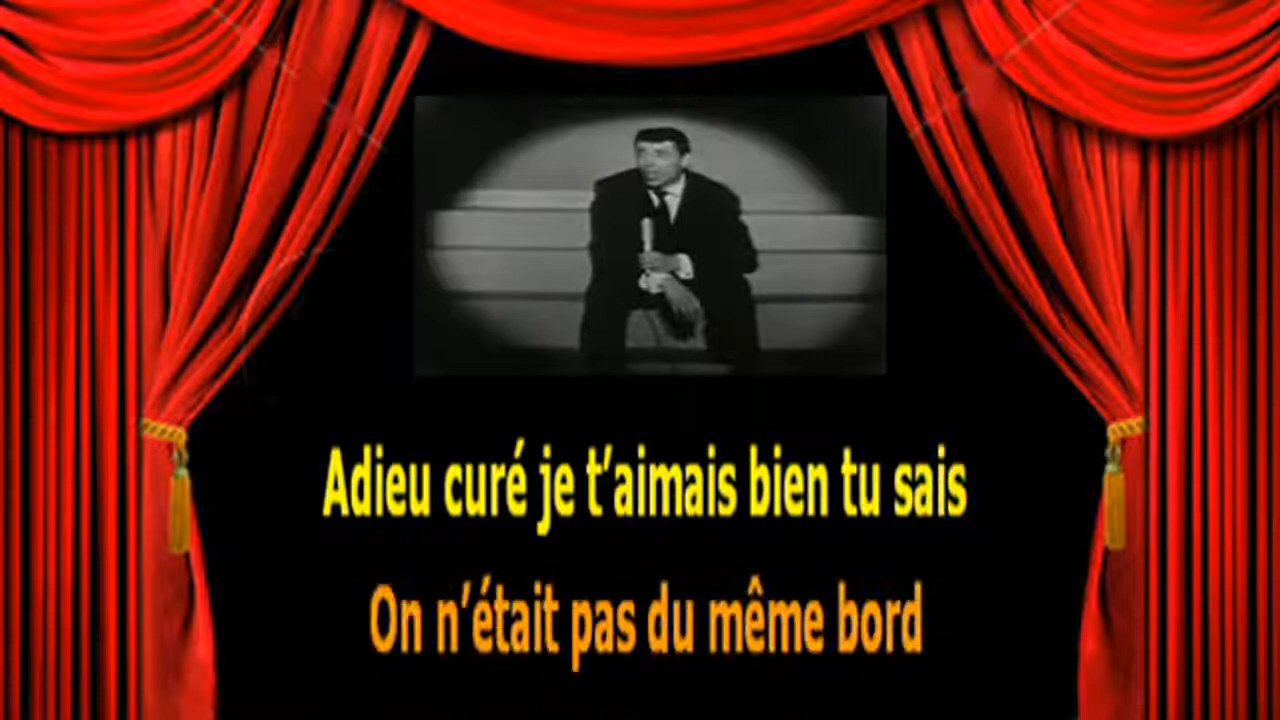 Adieu curé je t’aimais bien tu sais
On n’était pas du même bord